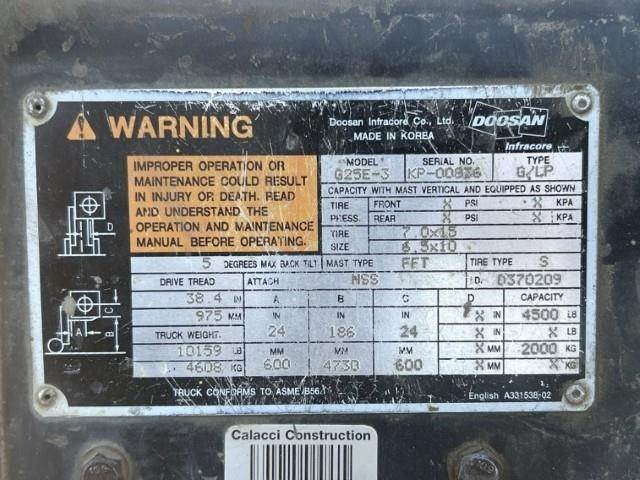 WARNING
Doosan Infracore Co., Ltd.
MADE IN KOREA
DOOSAN
Infracore
IMPROPER OPERATION OR
MAINTENANCE COULD RESULT
IN INJURY OR DEATH. READ
AND UNDERSTAND THE
OPERATION AND MAINTENANCE
MANUAL BEFORE OPERATING.
MODEL SERIAL NO. TYPE
G25E-3 G/LP
CAPACITY WITH MAST VERTICAL AND EQUIPPED AS SHOWN
TIRE FRONT X PSI X KPA
PRESS. REAR X PSI X KPA
TIRE 7.0x15
SIZE 6.5x10
5 DEGREES MAX BACK TILT MAST TYPE FFT TIRE TYPE S
DRIVE TREAD ATTACH MSS I.D. D370209
38.4 IN A B C D CAPACITY
975 MM IN IN IN X IN 4500 LB
TRUCK WEIGHT. 24 186 24 X IN X LB
10159 LB MM MM MM X MM 2000 KG
4608 KG 600 4730 600 X MM X KG
TRUCK CONFORMS TO ASME/B56.1
English A331538-02
D
C
A
B
Calacci Construction